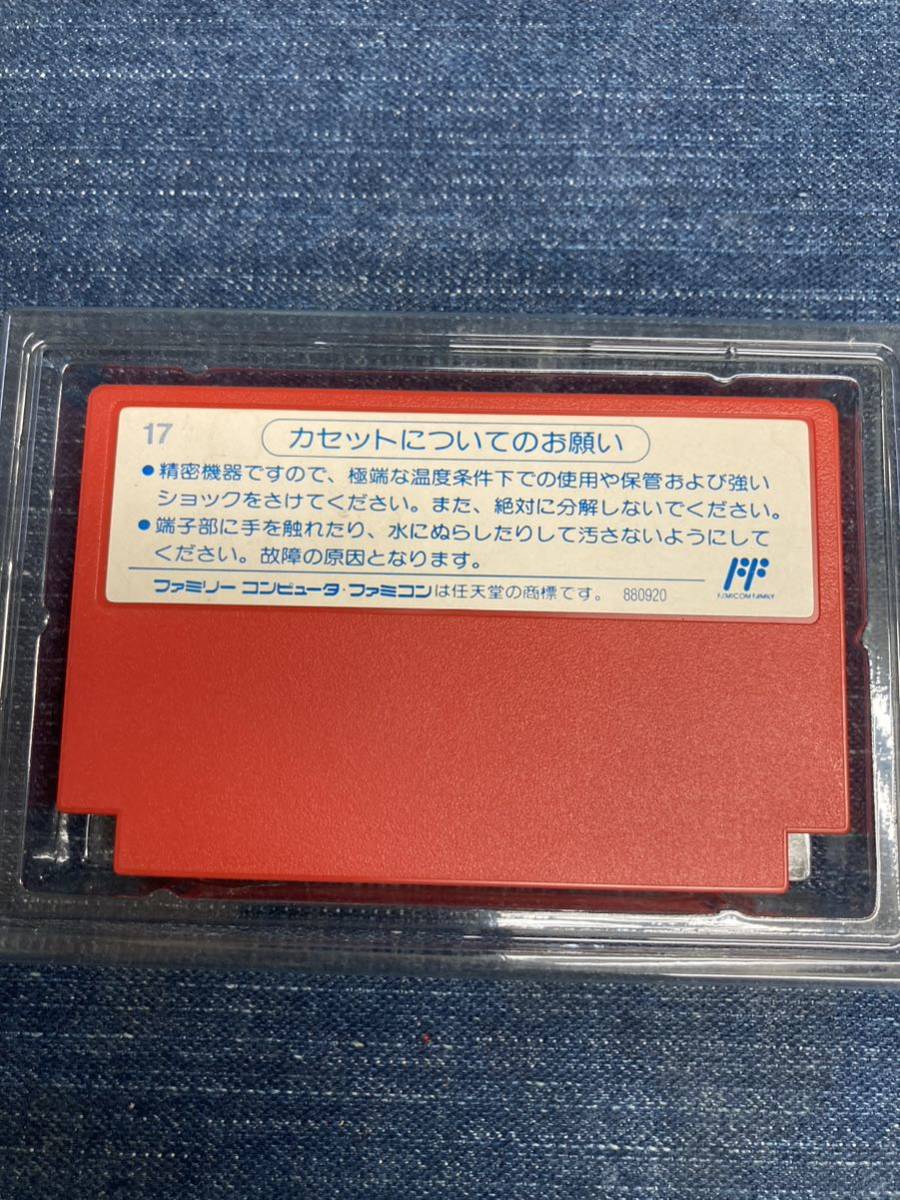 17
カセットについてのお願い
●精密機器ですので、極端な温度条件下での使用や保管および強い
ショックをさけてください。また、絶対に分解しないでください。
●端子部に手を触れたり、水にぬらしたりして汚さないようにして
ください。故障の原因となります。
FAMICOM FAMILY
ファミリー コンピュータ・ファミコンは任天堂の商標です。 880920